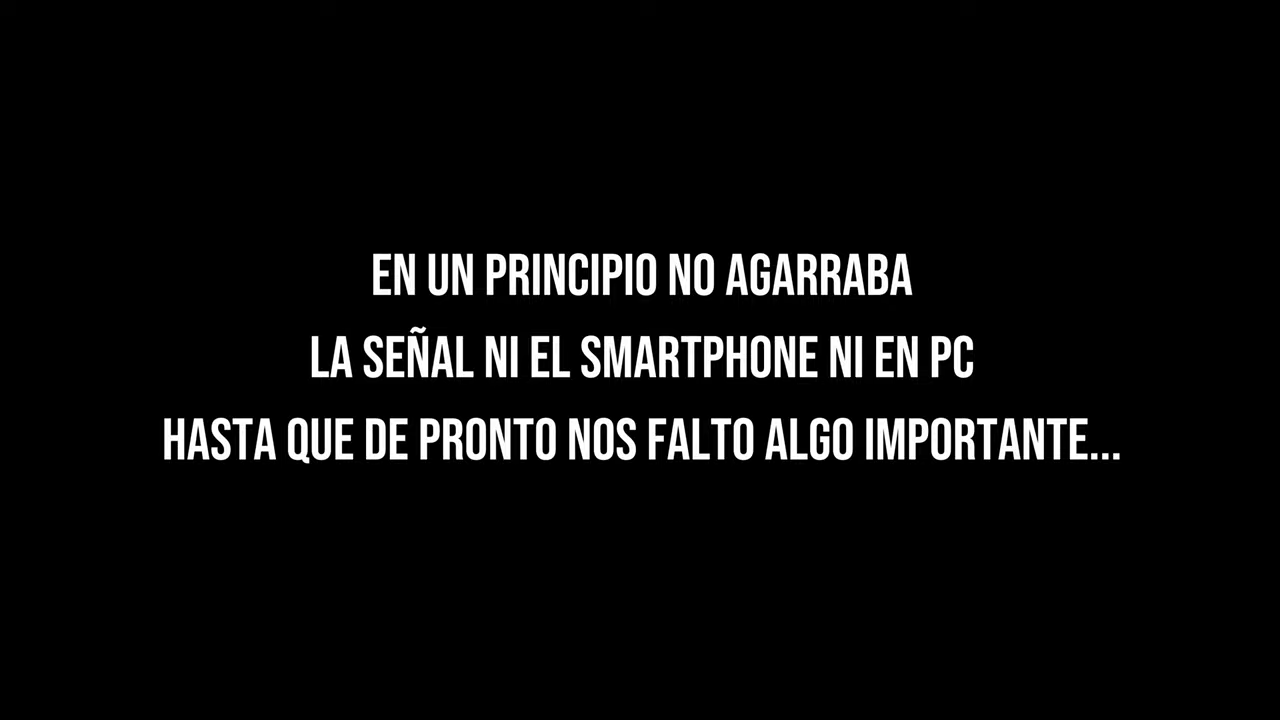 EN UN PRINCIPIO NO AGARRABA
LA SEÑAL NI EL SMARTPHONE NI EN PC
HASTA QUE DE PRONTO NOS FALTO ALGO IMPORTANTE...